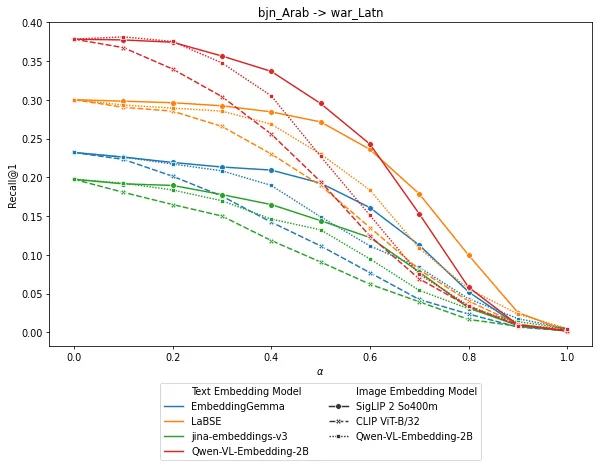 bjn_Arab -> war_Latn
Recall@1
0.40
0.35
0.30
0.25
0.20
0.15
0.10
0.05
0.00
0.0 0.2 0.4 0.6 0.8 1.0
α
Text Embedding Model Image Embedding Model
EmbeddingGemma SigLIP 2 So400m
LaBSE CLIP ViT-B/32
jina-embeddings-v3 Qwen-VL-Embedding-2B
Qwen-VL-Embedding-2B